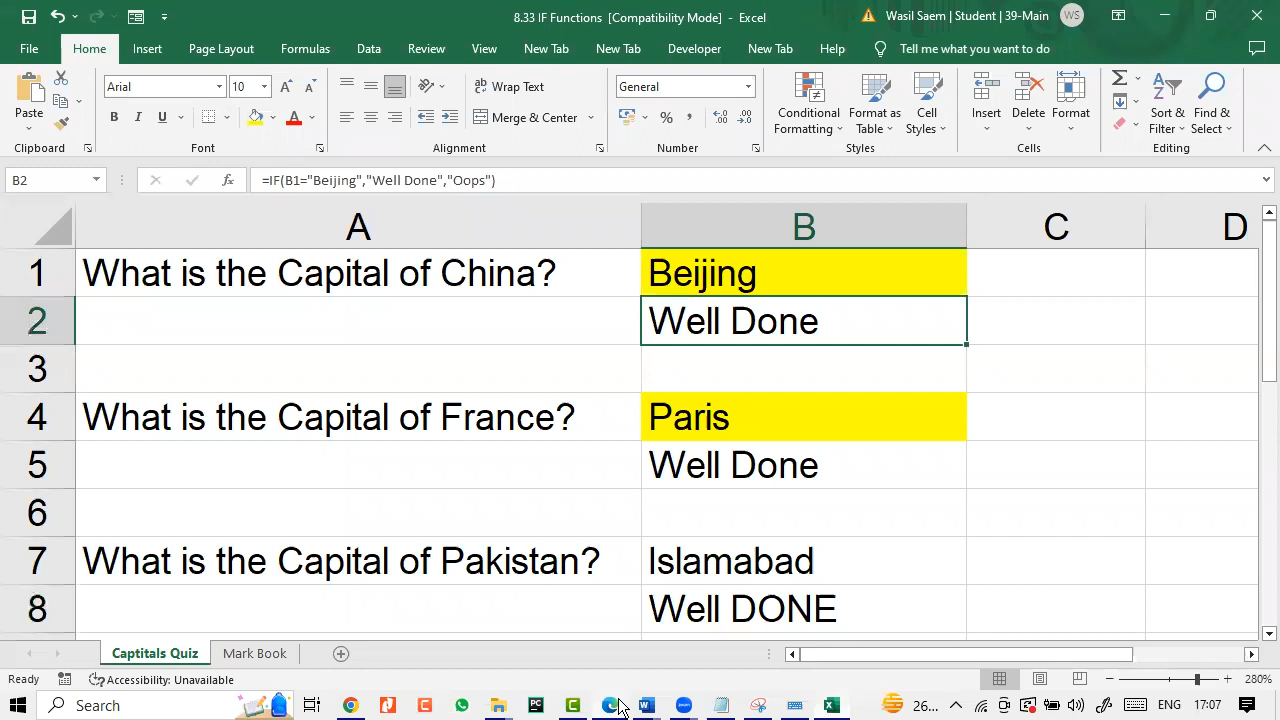 8.33 IF Functions  [Compatibility Mode]  -  Excel
Wasil Saem | Student | 39-Main
WS
File
Home
Insert
Page Layout
Formulas
Data
Review
View
New Tab
New Tab
Developer
New Tab
Help
Tell me what you want to do
Paste
Clipboard
Arial
10
B I U
Font
Wrap Text
Merge & Center
Alignment
General
% ,
Number
Conditional Formatting
Format as Table
Cell Styles
Styles
Insert
Delete
Format
Cells
Sort & Filter
Find & Select
Editing
B2
fx
=IF(B1="Beijing","Well Done","Oops")
A B C D
1 What is the Capital of China? Beijing
2 Well Done
3
4 What is the Capital of France? Paris
5 Well Done
6
7 What is the Capital of Pakistan? Islamabad
8 Well DONE
Captitals Quiz
Mark Book
Ready
Accessibility: Unavailable
280%
Search
26...
ENG
17:07